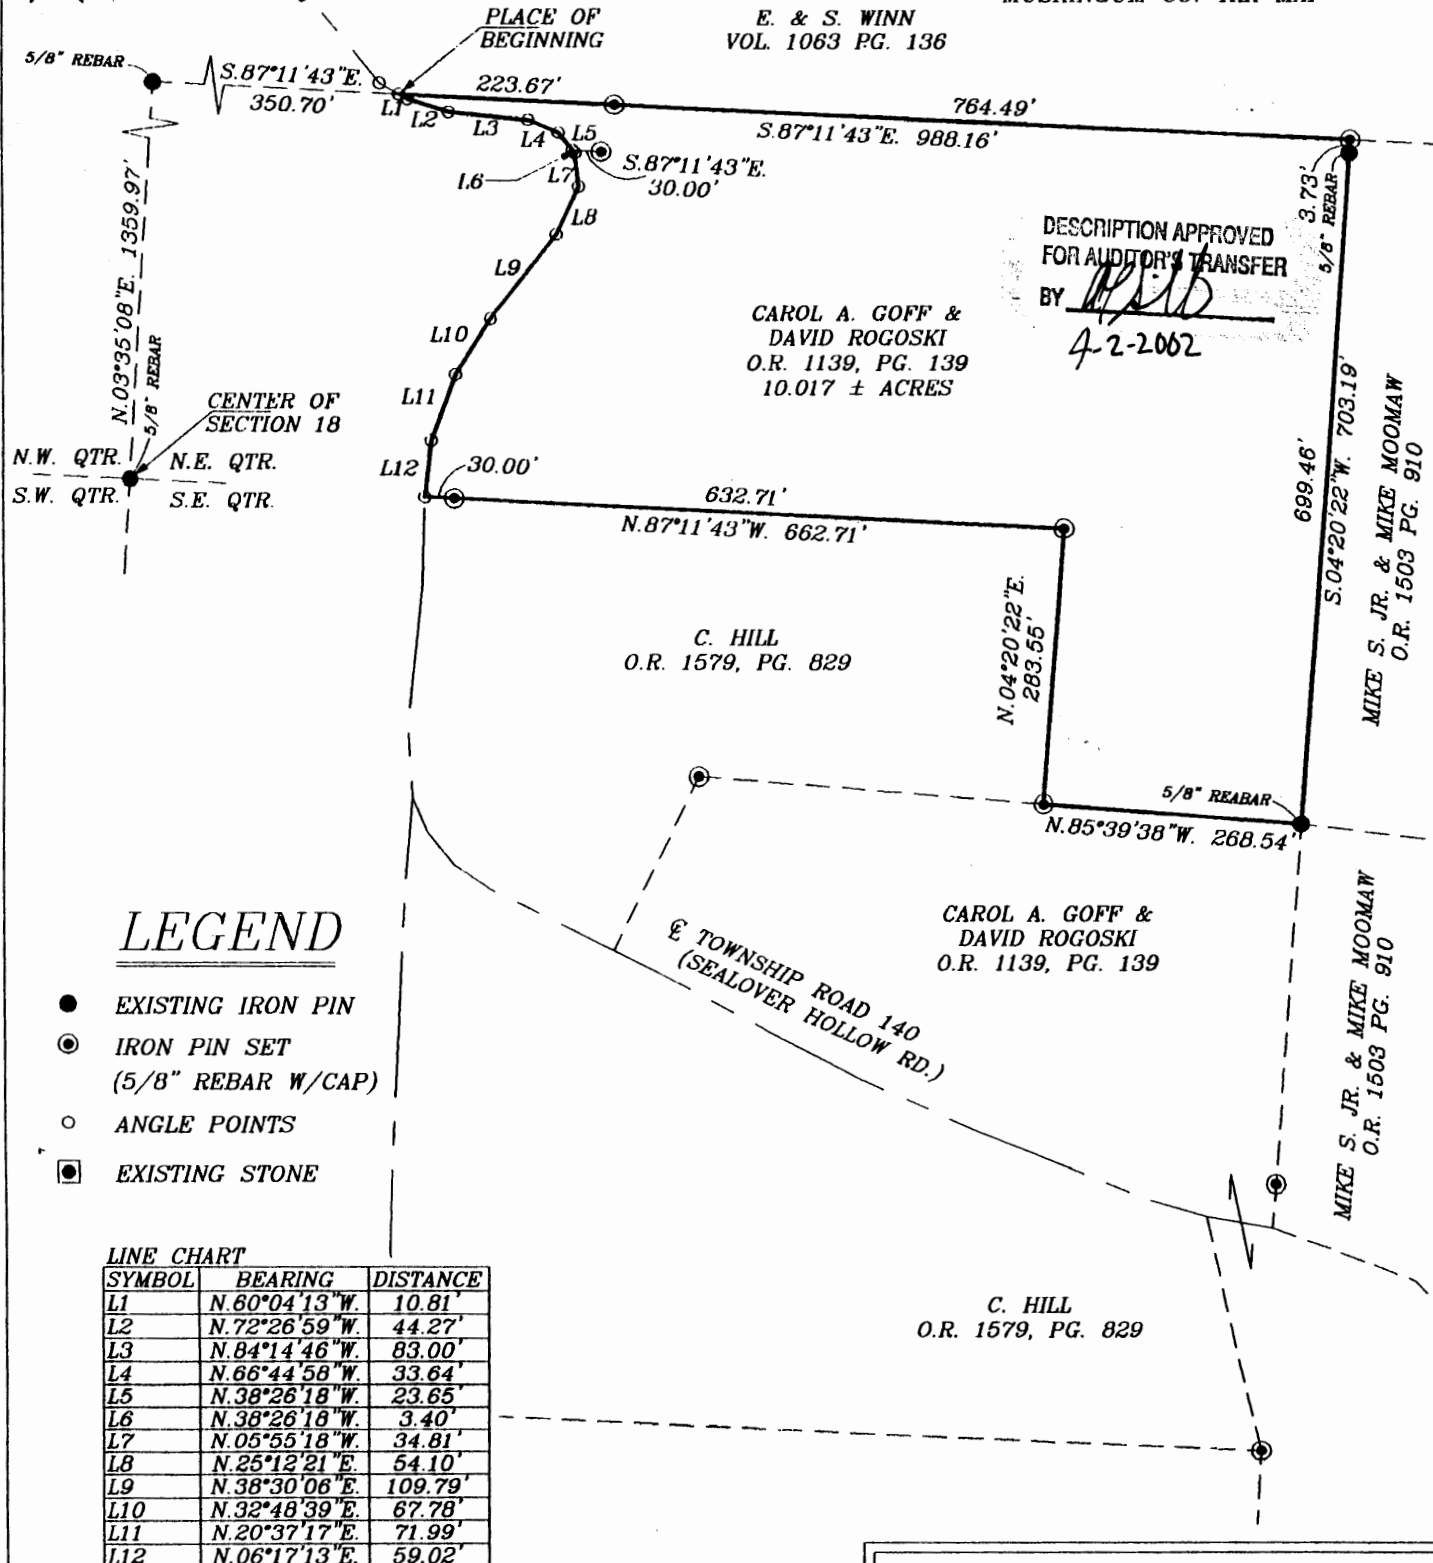 PLACE OF
BEGINNING
E. & S. WINN
VOL. 1063 PG. 136
5/8" REBAR
S.87°11'43"E.
350.70'
223.67'
764.49'
S.87°11'43"E. 988.16'
L1
L2
L3
L4
L5
L6
L7
S.87°11'43"E.
30.00'
L8
L9
L10
L11
L12
3.73'
5/8" REBAR
N.03°35'08"E. 1359.97'
5/8" REBAR
DESCRIPTION APPROVED
FOR AUDITOR'S TRANSFER
BY
4-2-2002
CAROL A. GOFF &
DAVID ROGOSKI
O.R. 1139, PG. 139
10.017 ± ACRES
CENTER OF
SECTION 18
N.W. QTR.
N.E. QTR.
S.W. QTR.
S.E. QTR.
30.00'
632.71'
N.87°11'43"W. 662.71'
699.46'
S.04°20'22"W. 703.19'
MIKE S. JR. & MIKE MOOMAW
O.R. 1503 PG. 910
C. HILL
O.R. 1579, PG. 829
N.04°20'22"E.
283.55'
5/8" REABAR
N.85°39'38"W. 268.54'
CAROL A. GOFF &
DAVID ROGOSKI
O.R. 1139, PG. 139
℄ TOWNSHIP ROAD 140
(SEALOVER HOLLOW RD.)
MIKE S. JR. & MIKE MOOMAW
O.R. 1503 PG. 910
LEGEND
EXISTING IRON PIN
IRON PIN SET
(5/8" REBAR W/CAP)
ANGLE POINTS
EXISTING STONE
C. HILL
O.R. 1579, PG. 829
LINE CHART
SYMBOL BEARING DISTANCE
L1 N.60°04'13"W. 10.81'
L2 N.72°26'59"W. 44.27'
L3 N.84°14'46"W. 83.00'
L4 N.66°44'58"W. 33.64'
L5 N.38°26'18"W. 23.65'
L6 N.38°26'18"W. 3.40'
L7 N.05°55'18"W. 34.81'
L8 N.25°12'21"E. 54.10'
L9 N.38°30'06"E. 109.79'
L10 N.32°48'39"E. 67.78'
L11 N.20°37'17"E. 71.99'
L12 N.06°17'13"E. 59.02'